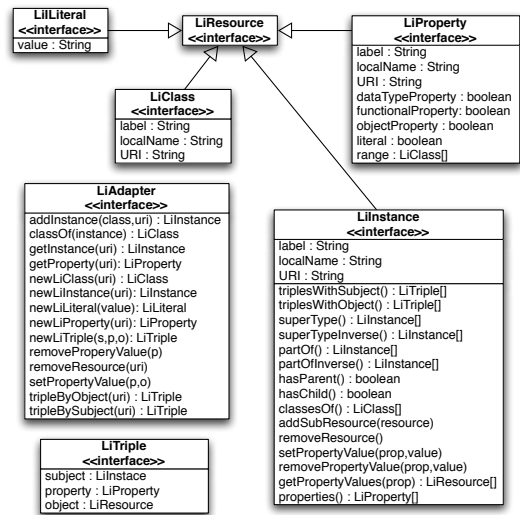 LiILiteral
<<interface>>
value : String
LiResource
<<interface>>
LiProperty
<<interface>>
label : String
localName : String
URI : String
dataTypeProperty : boolean
functionalProperty: boolean
objectProperty : boolean
literal : boolean
range : LiClass[]
LiClass
<<interface>>
label : String
localName : String
URI : String
LiAdapter
<<interface>>
addInstance(class,uri) : LiInstance
classOf(instance) : LiClass
getInstance(uri) : LiInstance
getProperty(uri): LiProperty
newLiClass(uri) : LiClass
newLiInstance(uri): LiInstance
newLiLiteral(value) : LiLiteral
newLiProperty(uri) : LiProperty
newLiTriple(s,p,o): LiTriple
removeProperyValue(p)
removeResource(uri)
setPropertyValue(p,o)
tripleByObject(uri) : LiTriple
tripleBySubject(uri) : LiTriple
LiInstance
<<interface>>
label : String
localName : String
URI : String
triplesWithSubject() : LiTriple[]
triplesWithObject() : LiTriple[]
superType() : LiInstance[]
superTypeInverse() : LiInstance[]
partOf() : LiInstance[]
partOfInverse() : LiInstance[]
hasParent() : boolean
hasChild() : boolean
classesOf() : LiClass[]
addSubResource(resource)
removeResource()
setPropertyValue(prop,value)
removePropertyValue(prop,value)
getPropertyValues(prop) : LiResource[]
properties() : LiProperty[]
LiTriple
<<interface>>
subject : LiInstace
property : LiProperty
object : LiResource